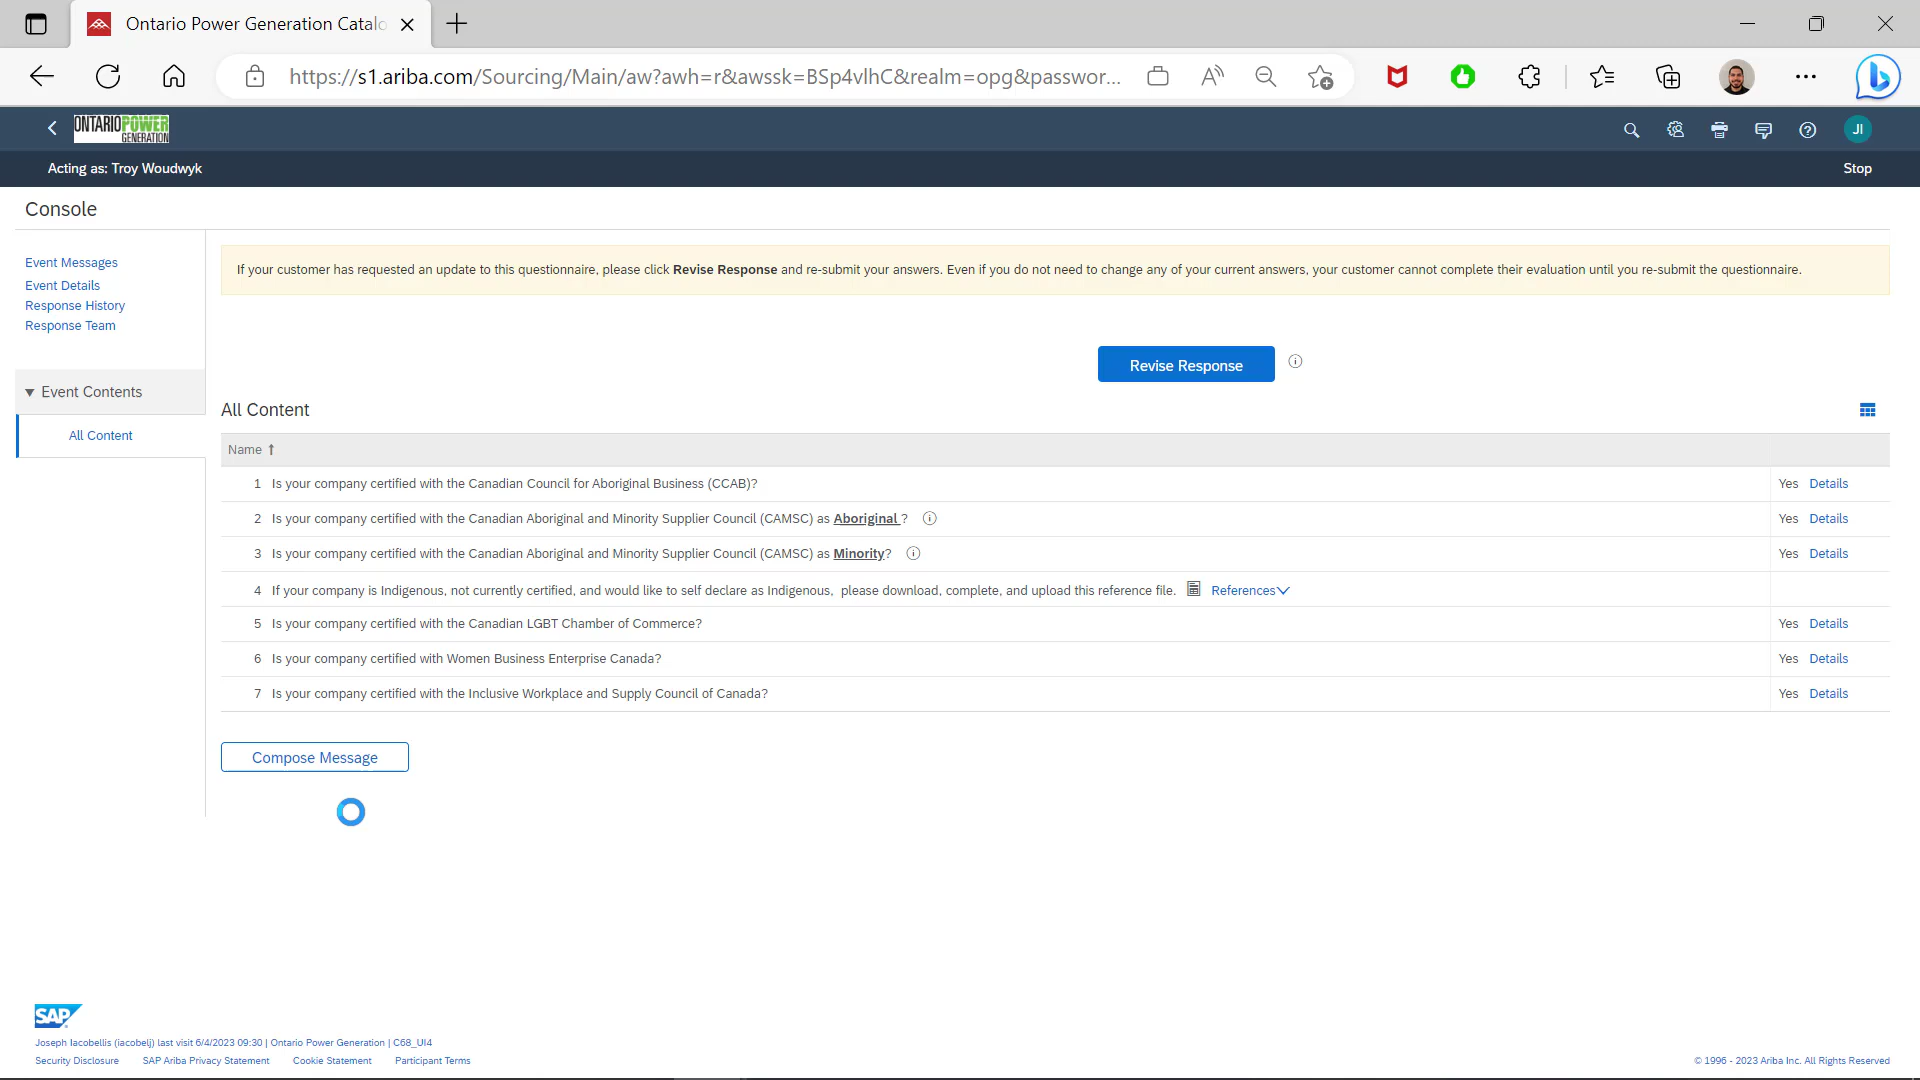 Ontario Power Generation Catalo
https://s1.ariba.com/Sourcing/Main/aw?awh=r&awssk=BSp4vlhC&realm=opg&passwor...
ONTARIOPOWER
GENERATION
JI
Acting as: Troy Woudwyk
Stop
Console
Event Messages
Event Details
Response History
Response Team
Event Contents
All Content
If your customer has requested an update to this questionnaire, please click Revise Response and re-submit your answers. Even if you do not need to change any of your current answers, your customer cannot complete their evaluation until you re-submit the questionnaire.
Revise Response
All Content
Name ↑
1 Is your company certified with the Canadian Council for Aboriginal Business (CCAB)? Yes Details
2 Is your company certified with the Canadian Aboriginal and Minority Supplier Council (CAMSC) as Aboriginal ? Yes Details
3 Is your company certified with the Canadian Aboriginal and Minority Supplier Council (CAMSC) as Minority? Yes Details
4 If your company is Indigenous, not currently certified, and would like to self declare as Indigenous, please download, complete, and upload this reference file. References
5 Is your company certified with the Canadian LGBT Chamber of Commerce? Yes Details
6 Is your company certified with Women Business Enterprise Canada? Yes Details
7 Is your company certified with the Inclusive Workplace and Supply Council of Canada? Yes Details
Compose Message
SAP
Joseph Iacobellis (iacobelj) last visit 6/4/2023 09:30 | Ontario Power Generation | C68_UI4
Security Disclosure SAP Ariba Privacy Statement Cookie Statement Participant Terms
© 1996 - 2023 Ariba Inc. All Rights Reserved